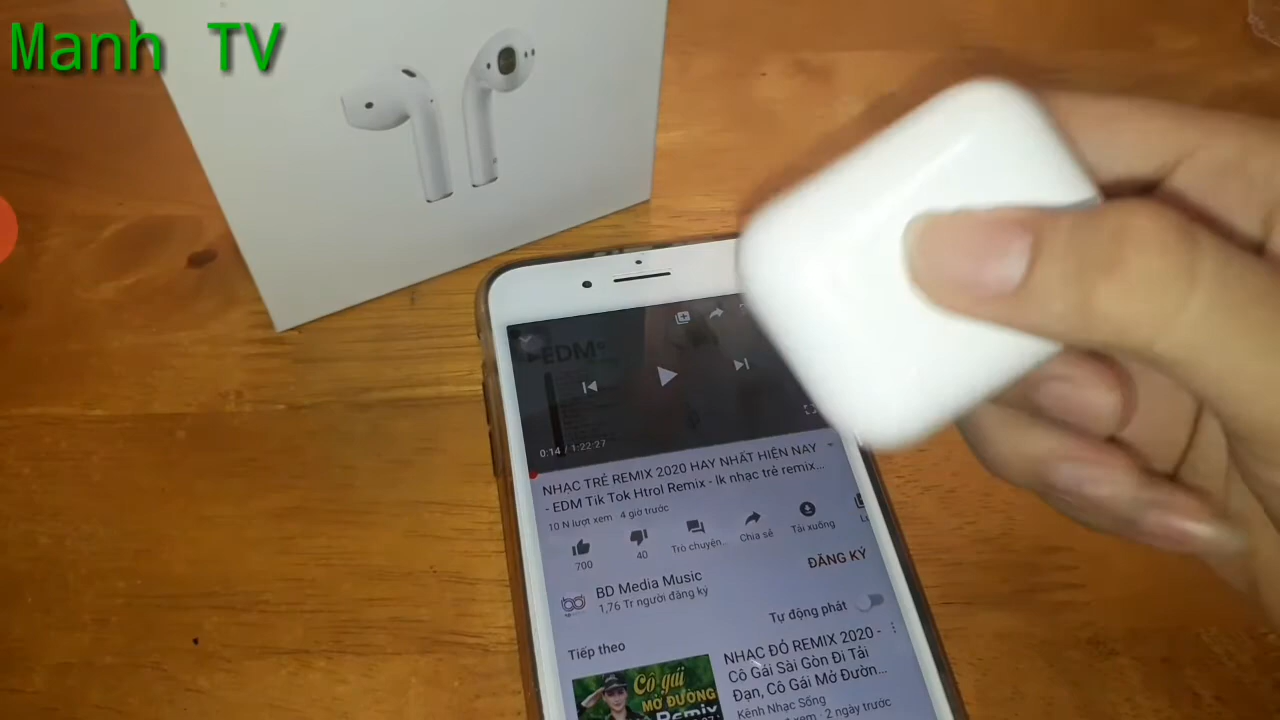 Manh TV
EDM
0:14 / 1:22:27
NHẠC TRẺ REMIX 2020 HAY NHẤT HIỆN NAY
- EDM Tik Tok Htrol Remix - lk nhạc trẻ remix...
10 N lượt xem · 4 giờ trước
700
40
Trò chuyện...
Chia sẻ
Tải xuống
BD Media Music
1,76 Tr người đăng ký
ĐĂNG KÝ
Tự động phát
Tiếp theo
Cô gái
MỞ ĐƯỜNG
Remix
NHẠC ĐỎ REMIX 2020 -
Cô Gái Sài Gòn Đi Tải
Đạn, Cô Gái Mở Đườn...
Kênh Nhạc Sống
xem · 2 ngày trước